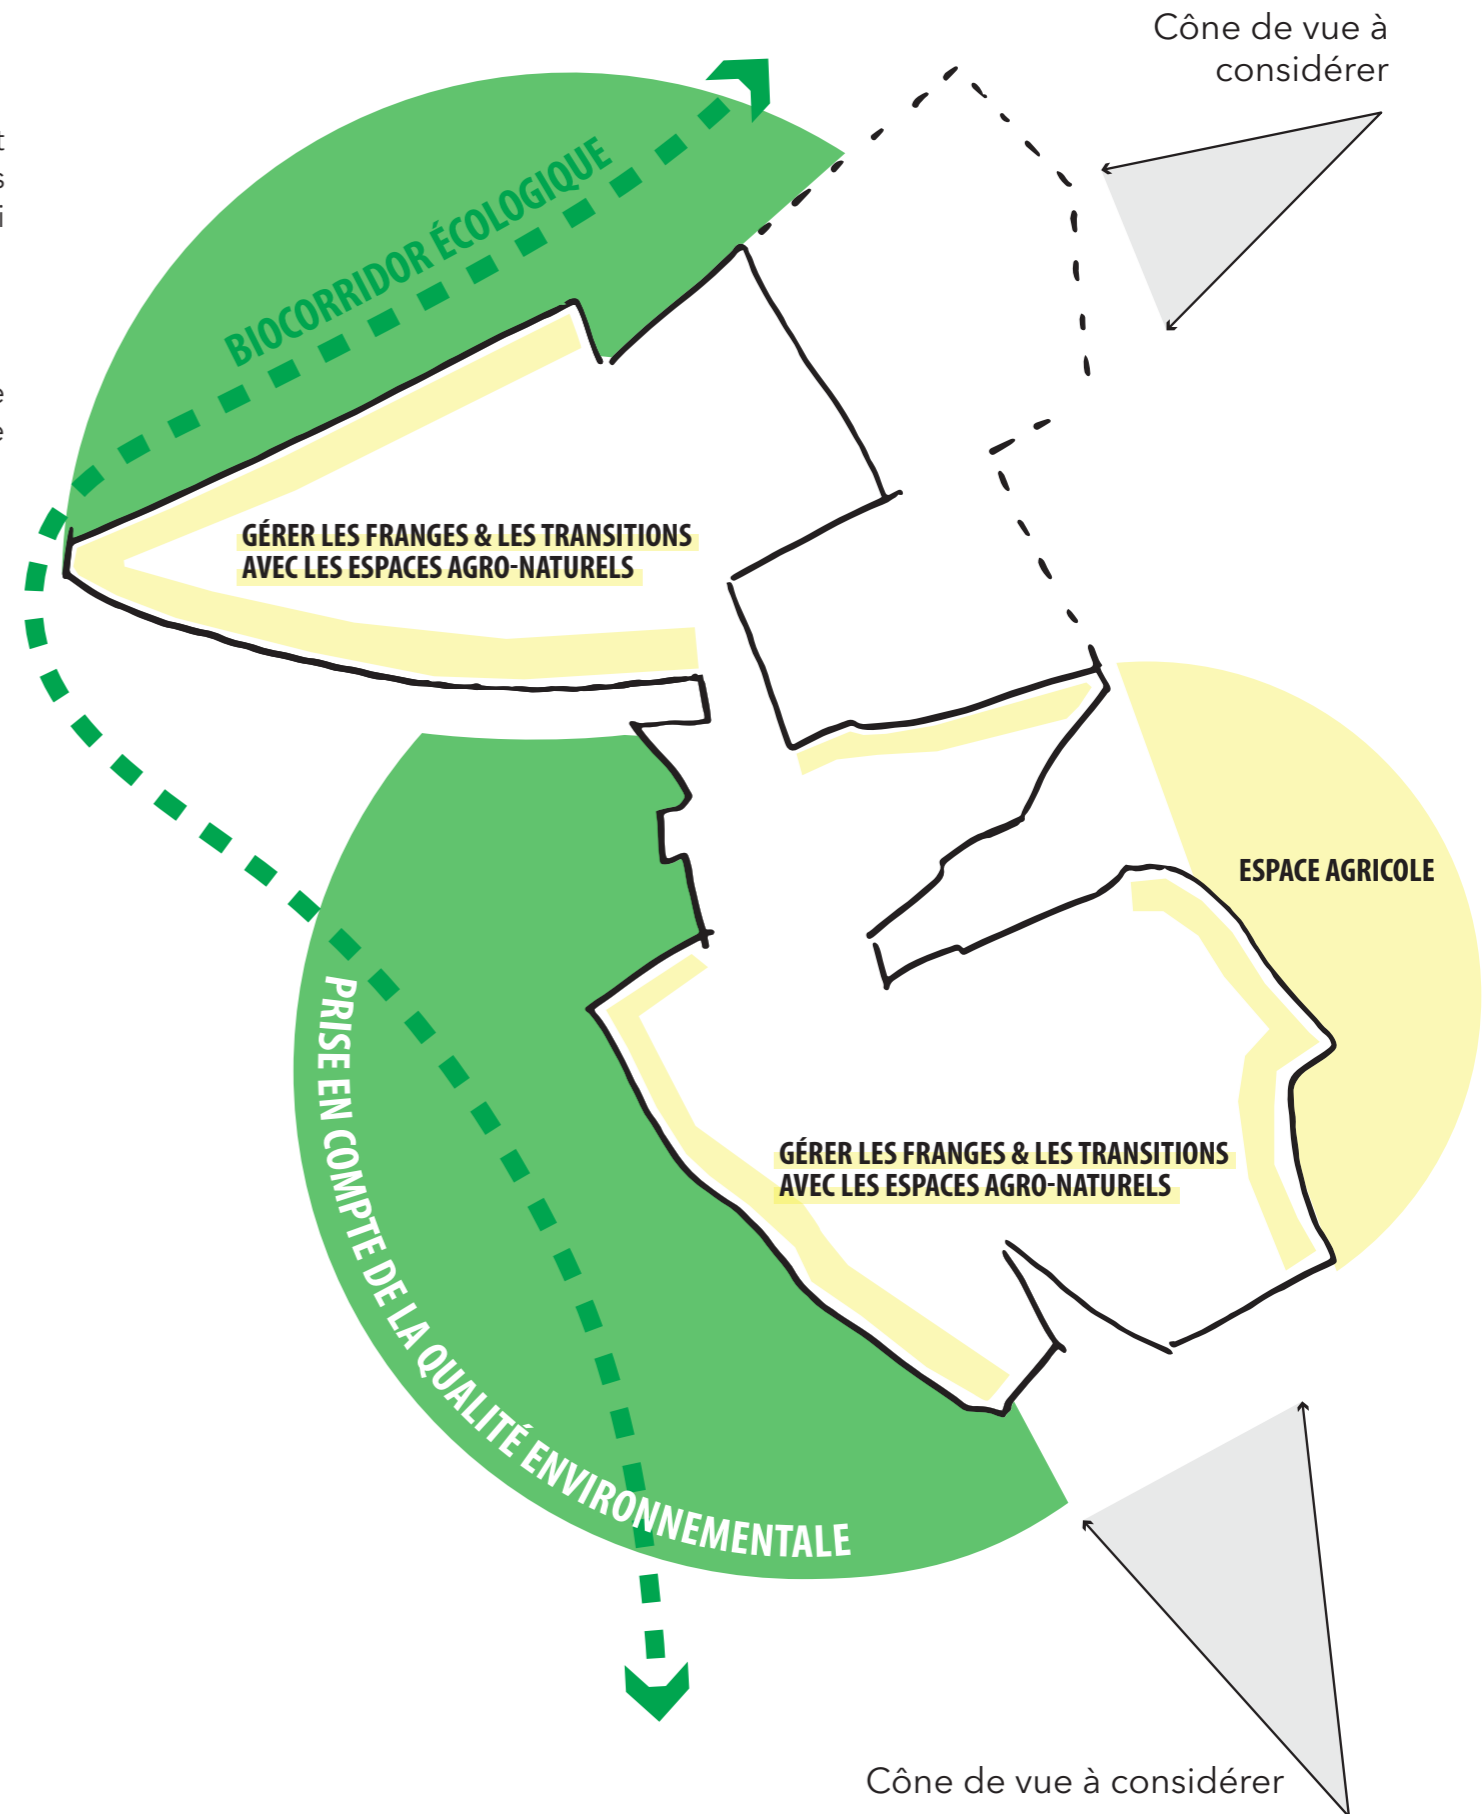 Cône de vue à
considérer
t
s
i
BIOCORRIDOR ÉCOLOGIQUE
e
e
GÉRER LES FRANGES & LES TRANSITIONS
AVEC LES ESPACES AGRO-NATURELS
ESPACE AGRICOLE
PRISE EN COMPTE DE LA QUALITÉ ENVIRONNEMENTALE
GÉRER LES FRANGES & LES TRANSITIONS
AVEC LES ESPACES AGRO-NATURELS
Cône de vue à considérer